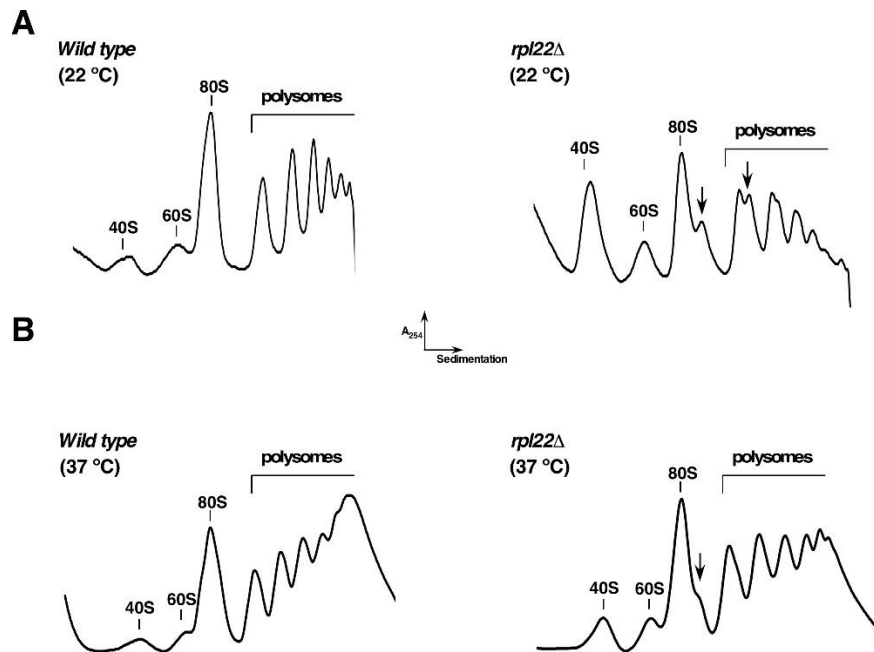 A
Wild type
(22 °C)
80S
polysomes
40S
60S
rpl22Δ
(22 °C)
40S
60S
80S
polysomes
B
A254
Sedimentation
Wild type
(37 °C)
polysomes
80S
40S
60S
rpl22Δ
(37 °C)
80S
polysomes
40S
60S